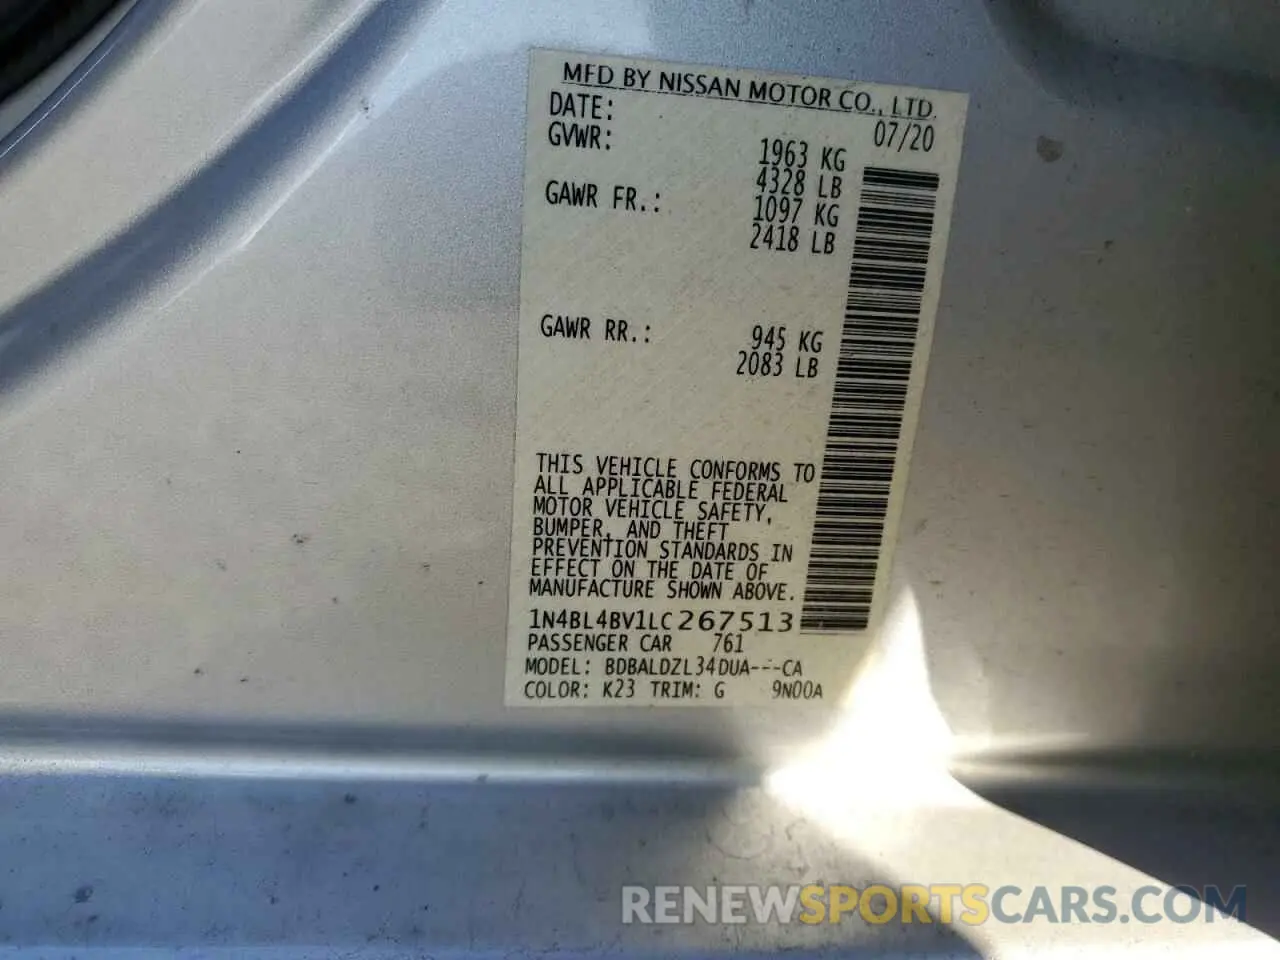 MFD BY NISSAN MOTOR CO., LTD.
DATE: 07/20
GVWR: 1963 KG
4328 LB
GAWR FR.: 1097 KG
2418 LB
GAWR RR.: 945 KG
2083 LB
THIS VEHICLE CONFORMS TO
ALL APPLICABLE FEDERAL
MOTOR VEHICLE SAFETY,
BUMPER, AND THEFT
PREVENTION STANDARDS IN
EFFECT ON THE DATE OF
MANUFACTURE SHOWN ABOVE.
1N4BL4BV1LC267513
PASSENGER CAR 761
MODEL: BDBALDZL34DUA---CA
COLOR: K23 TRIM: G 9N00A
RENEWSPORTSCARS.COM